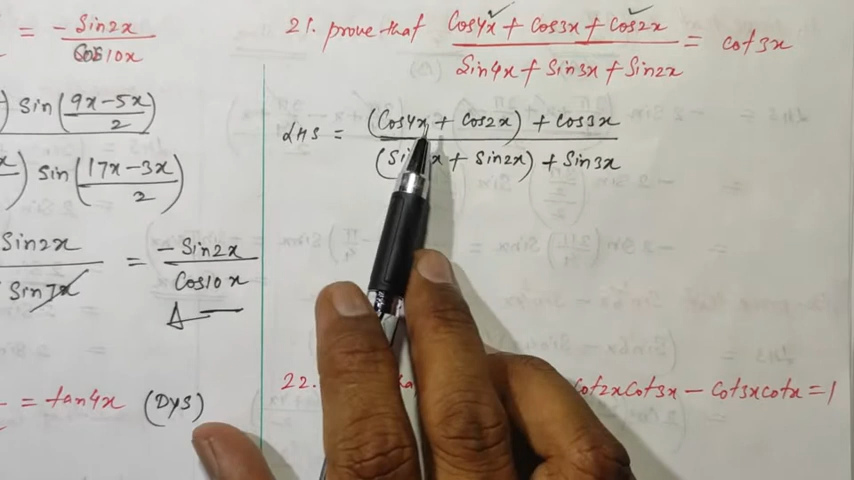 = -Sin2x / Cos10x
) Sin(9x-5x / 2)
) Sin(17x-3x / 2)
Sin2x / Sin7x = -Sin2x / Cos10x
= tan4x (DYS)
21. prove that Cos4x + Cos3x + Cos2x / Sin4x + Sin3x + Sin2x = cot3x
LHS = (Cos4x + Cos2x) + Cos3x / (Si x + Sin2x) + Sin3x
22. cot2xCot3x - Cot3xcotx = 1